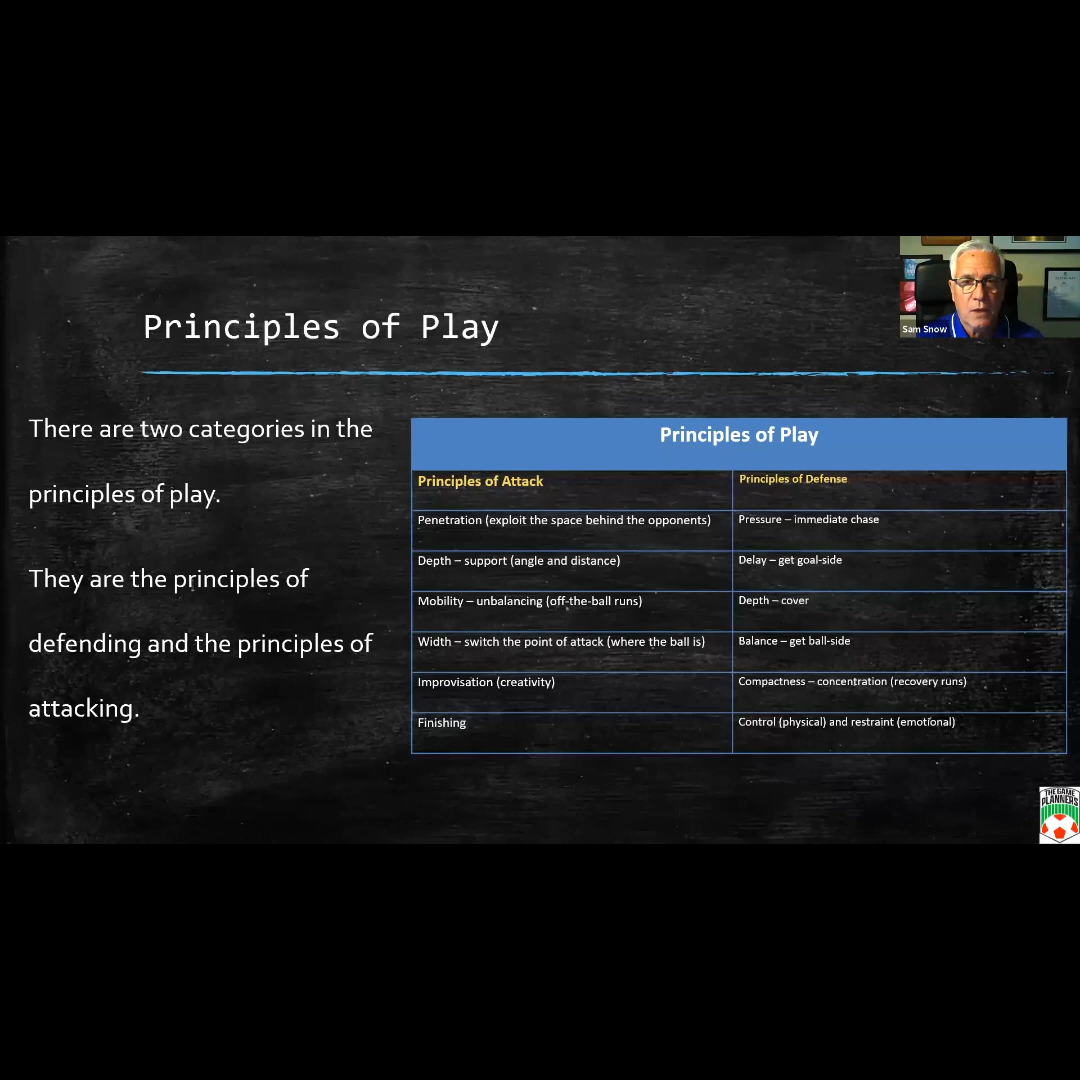 Principles of Play
Sam Snow
There are two categories in the
principles of play.
They are the principles of
defending and the principles of
attacking.
Principles of Play
Principles of Attack
Principles of Defense
Penetration (exploit the space behind the opponents)
Pressure – immediate chase
Depth – support (angle and distance)
Delay – get goal-side
Mobility – unbalancing (off-the-ball runs)
Depth – cover
Width – switch the point of attack (where the ball is)
Balance – get ball-side
Improvisation (creativity)
Compactness – concentration (recovery runs)
Finishing
Control (physical) and restraint (emotional)
THE GAME
PLANNERS